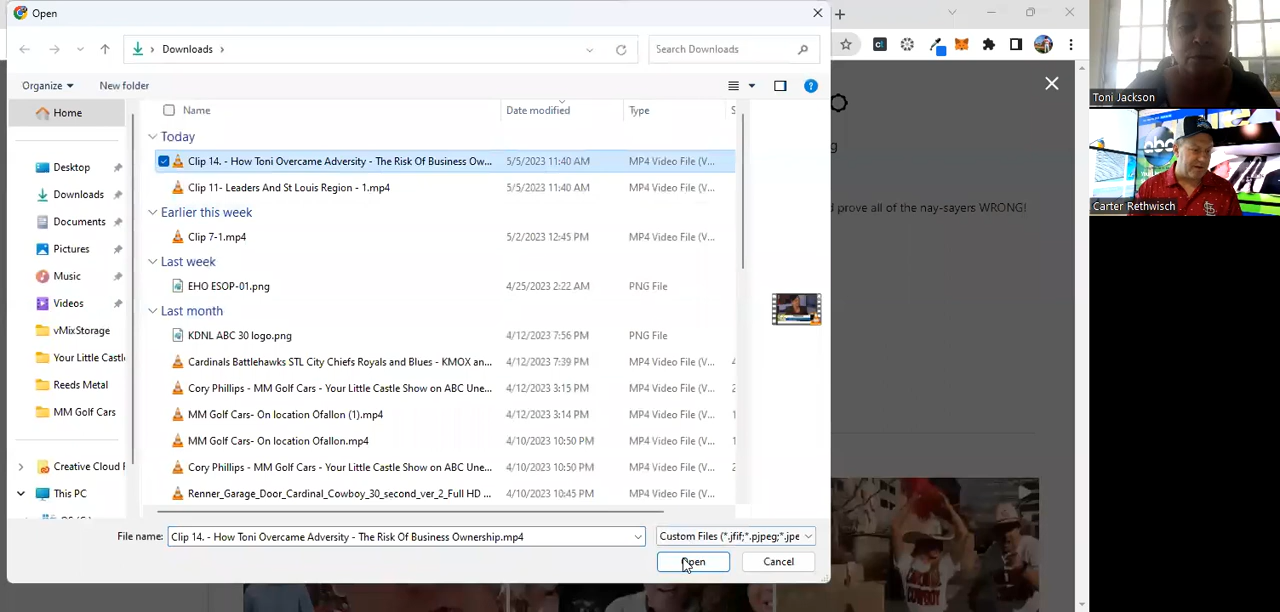 Open
Downloads
Search Downloads
Organize
New folder
Name
Date modified
Type
S
Home
Desktop
Downloads
Documents
Pictures
Music
Videos
vMixStorage
Your Little Castl
Reeds Metal
MM Golf Cars
Creative Cloud F
This PC
Today
Clip 14. - How Toni Overcame Adversity - The Risk Of Business Ow... 5/5/2023 11:40 AM MP4 Video File (V...
Clip 11- Leaders And St Louis Region - 1.mp4 5/5/2023 11:40 AM MP4 Video File (V...
Earlier this week
Clip 7-1.mp4 5/2/2023 12:45 PM MP4 Video File (V...
Last week
EHO ESOP-01.png 4/25/2023 2:22 AM PNG File
Last month
KDNL ABC 30 logo.png 4/12/2023 7:56 PM PNG File
Cardinals Battlehawks STL City Chiefs Royals and Blues - KMOX an... 4/12/2023 7:39 PM MP4 Video File (V... 4
Cory Phillips - MM Golf Cars - Your Little Castle Show on ABC Une... 4/12/2023 3:15 PM MP4 Video File (V... 2
MM Golf Cars- On location Ofallon (1).mp4 4/12/2023 3:14 PM MP4 Video File (V... 1
MM Golf Cars- On location Ofallon.mp4 4/10/2023 10:50 PM MP4 Video File (V... 1
Cory Phillips - MM Golf Cars - Your Little Castle Show on ABC Une... 4/10/2023 10:50 PM MP4 Video File (V... 2
Renner_Garage_Door_Cardinal_Cowboy_30_second_ver_2_Full HD ... 4/10/2023 10:45 PM MP4 Video File (V... 1
File name: Clip 14. - How Toni Overcame Adversity - The Risk Of Business Ownership.mp4
Custom Files (*.jfif;*.pjpeg;*.jpe
Open
Cancel
g
d prove all of the nay-sayers WRONG!
Toni Jackson
abc
Carter Rethwisch